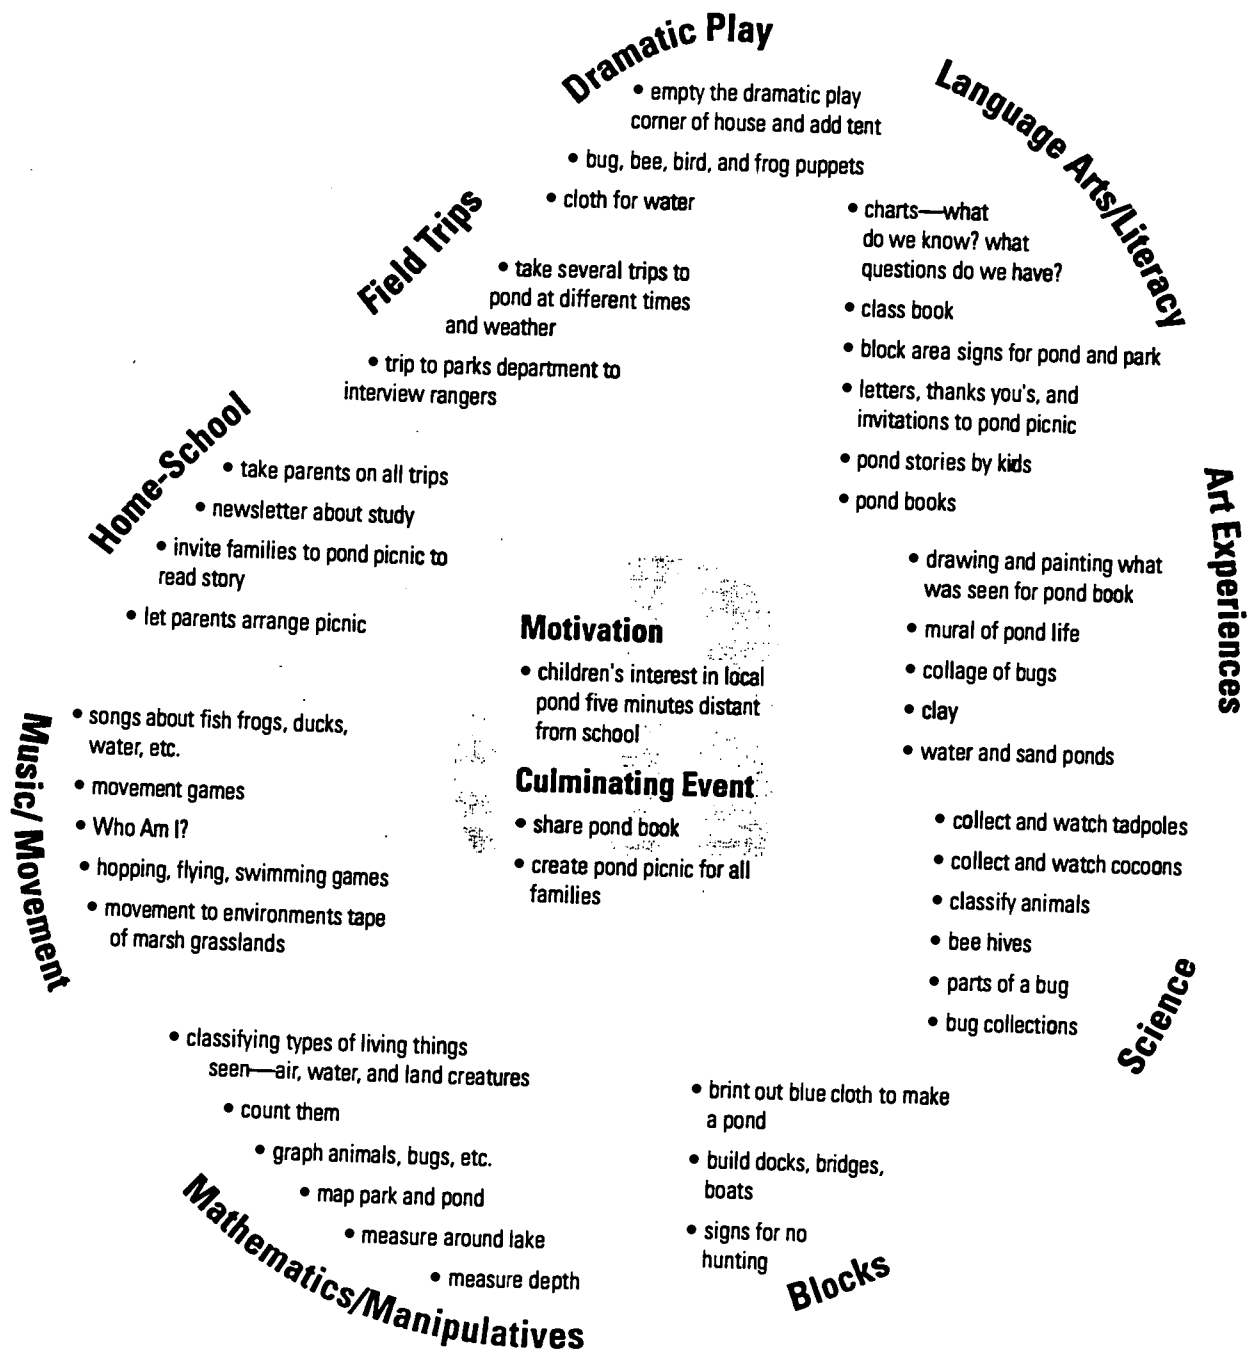 Dramatic Play
• empty the dramatic play
corner of house and add tent
• bug, bee, bird, and frog puppets
• cloth for water
Language Arts/Literacy
• charts—what
do we know? what
questions do we have?
• class book
• block area signs for pond and park
• letters, thanks you's, and
invitations to pond picnic
• pond stories by kids
• pond books
Art Experiences
• drawing and painting what
was seen for pond book
• mural of pond life
• collage of bugs
• clay
• water and sand ponds
Science
• collect and watch tadpoles
• collect and watch cocoons
• classify animals
• bee hives
• parts of a bug
• bug collections
Blocks
• brint out blue cloth to make
a pond
• build docks, bridges,
boats
• signs for no
hunting
Mathematics/Manipulatives
• classifying types of living things
seen—air, water, and land creatures
• count them
• graph animals, bugs, etc.
• map park and pond
• measure around lake
• measure depth
Music/ Movement
• songs about fish frogs, ducks,
water, etc.
• movement games
• Who Am I?
• hopping, flying, swimming games
• movement to environments tape
of marsh grasslands
Home-School
• take parents on all trips
• newsletter about study
• invite families to pond picnic to
read story
• let parents arrange picnic
Field Trips
• take several trips to
pond at different times
and weather
• trip to parks department to
interview rangers
Motivation
• children's interest in local
pond five minutes distant
from school
Culminating Event
• share pond book
• create pond picnic for all
families